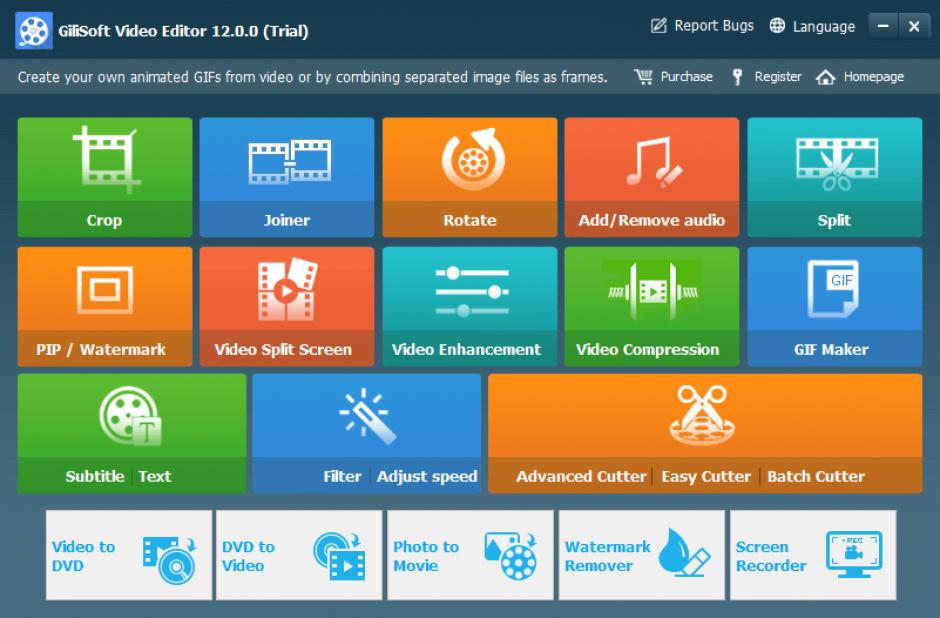 GiliSoft Video Editor 12.0.0 (Trial)
Report Bugs
Language
Create your own animated GIFs from video or by combining separated image files as frames.
Purchase
Register
Homepage
Crop
Joiner
Rotate
Add/Remove audio
Split
PIP / Watermark
Video Split Screen
Video Enhancement
Video Compression
GIF
GIF Maker
T
Subtitle
Text
Filter
Adjust speed
Advanced Cutter
Easy Cutter
Batch Cutter
Video to
DVD
DVD to
Video
Photo to
Movie
Watermark
Remover
Screen
Recorder
REC